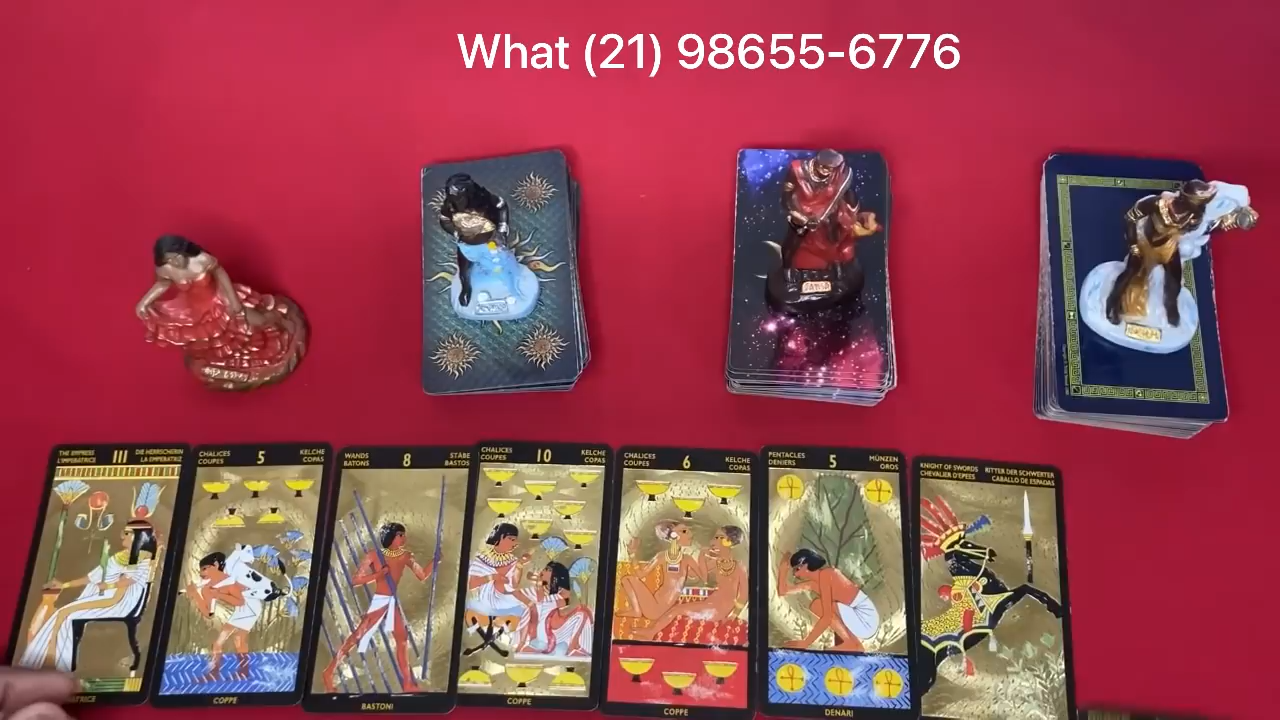 What (21) 98655-6776
THE EMPRESS
L'IMPERATRICE
III
DIE HERRSCHERIN
LA EMPERATRIZ
CHALICES
COUPES
5
KELCHE
COPAS
COPPE
WANDS
BATONS
8
STÄBE
BASTOS
BASTONI
CHALICES
COUPES
10
KELCHE
COPAS
COPPE
CHALICES
COUPES
6
KELCHE
COPAS
COPPE
PENTACLES
DENIERS
5
MÜNZEN
OROS
DENARI
KNIGHT OF SWORDS
CHEVALIER D'EPEES
RITTER DER SCHWERTER
CABALLO DE ESPADAS